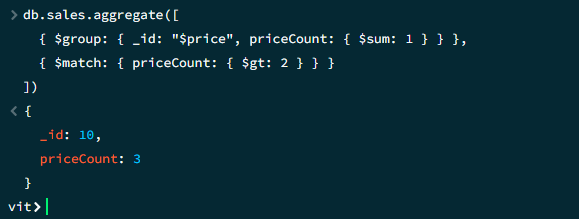 > db.sales.aggregate([
{ $group: { _id: "$price", priceCount: { $sum: 1 } } },
{ $match: { priceCount: { $gt: 2 } } }
])
< {
_id: 10,
priceCount: 3
}
vit>